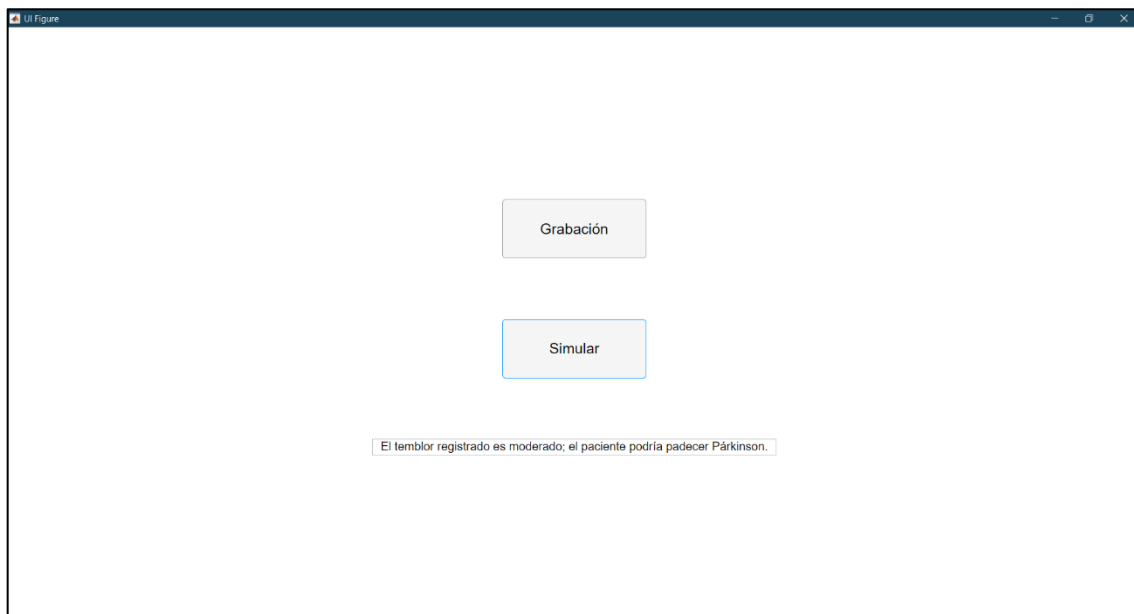 UI Figure
Grabación
Simular
El temblor registrado es moderado; el paciente podría padecer Párkinson.